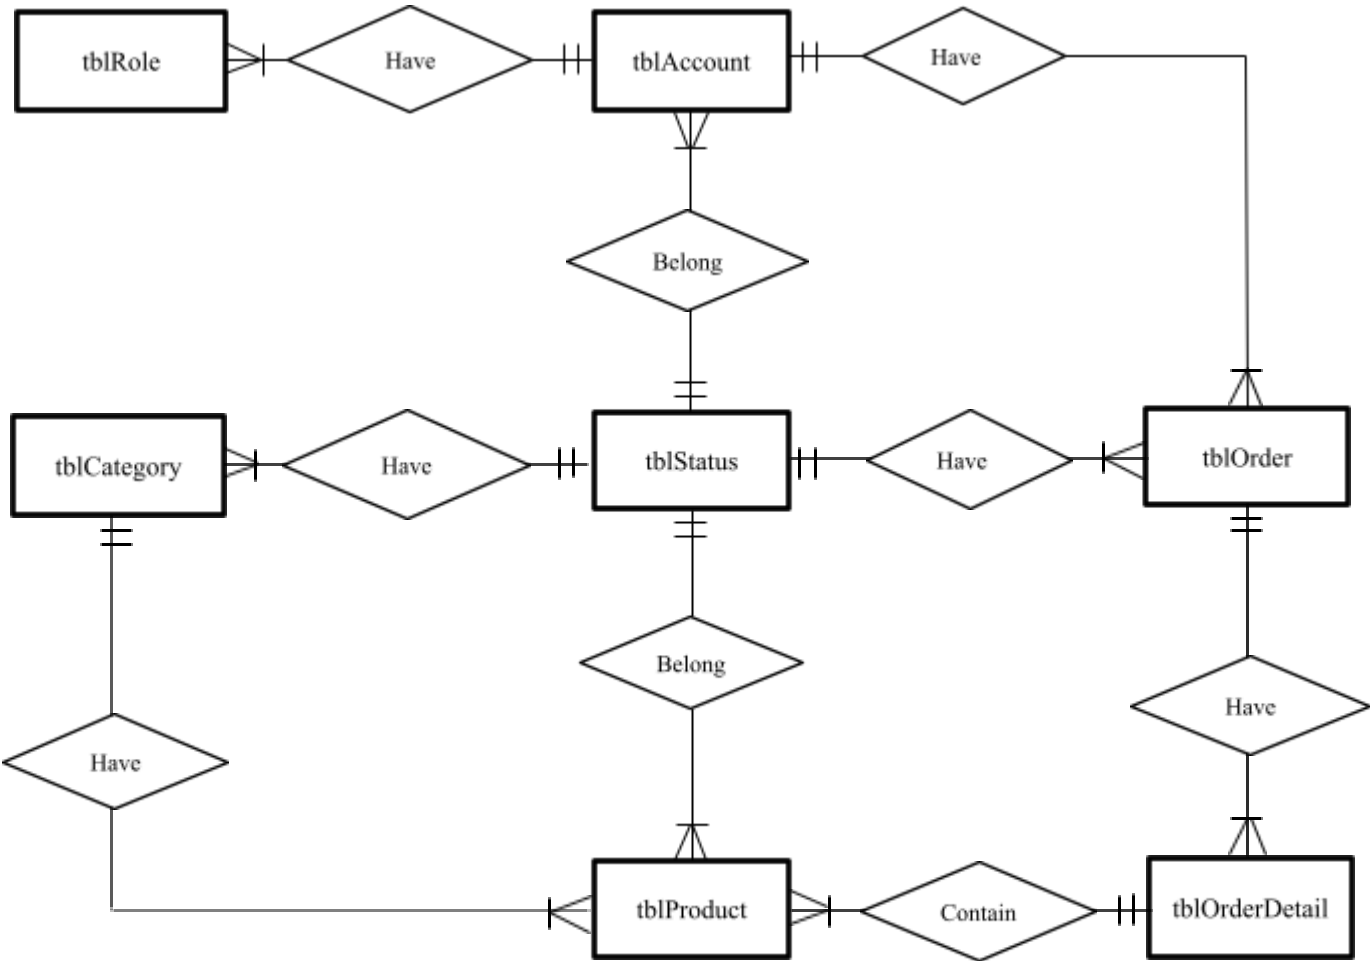 tblRole
Have
tblAccount
Have
Belong
tblCategory
Have
tblStatus
Have
tblOrder
Belong
Have
Have
tblProduct
Contain
tblOrderDetail